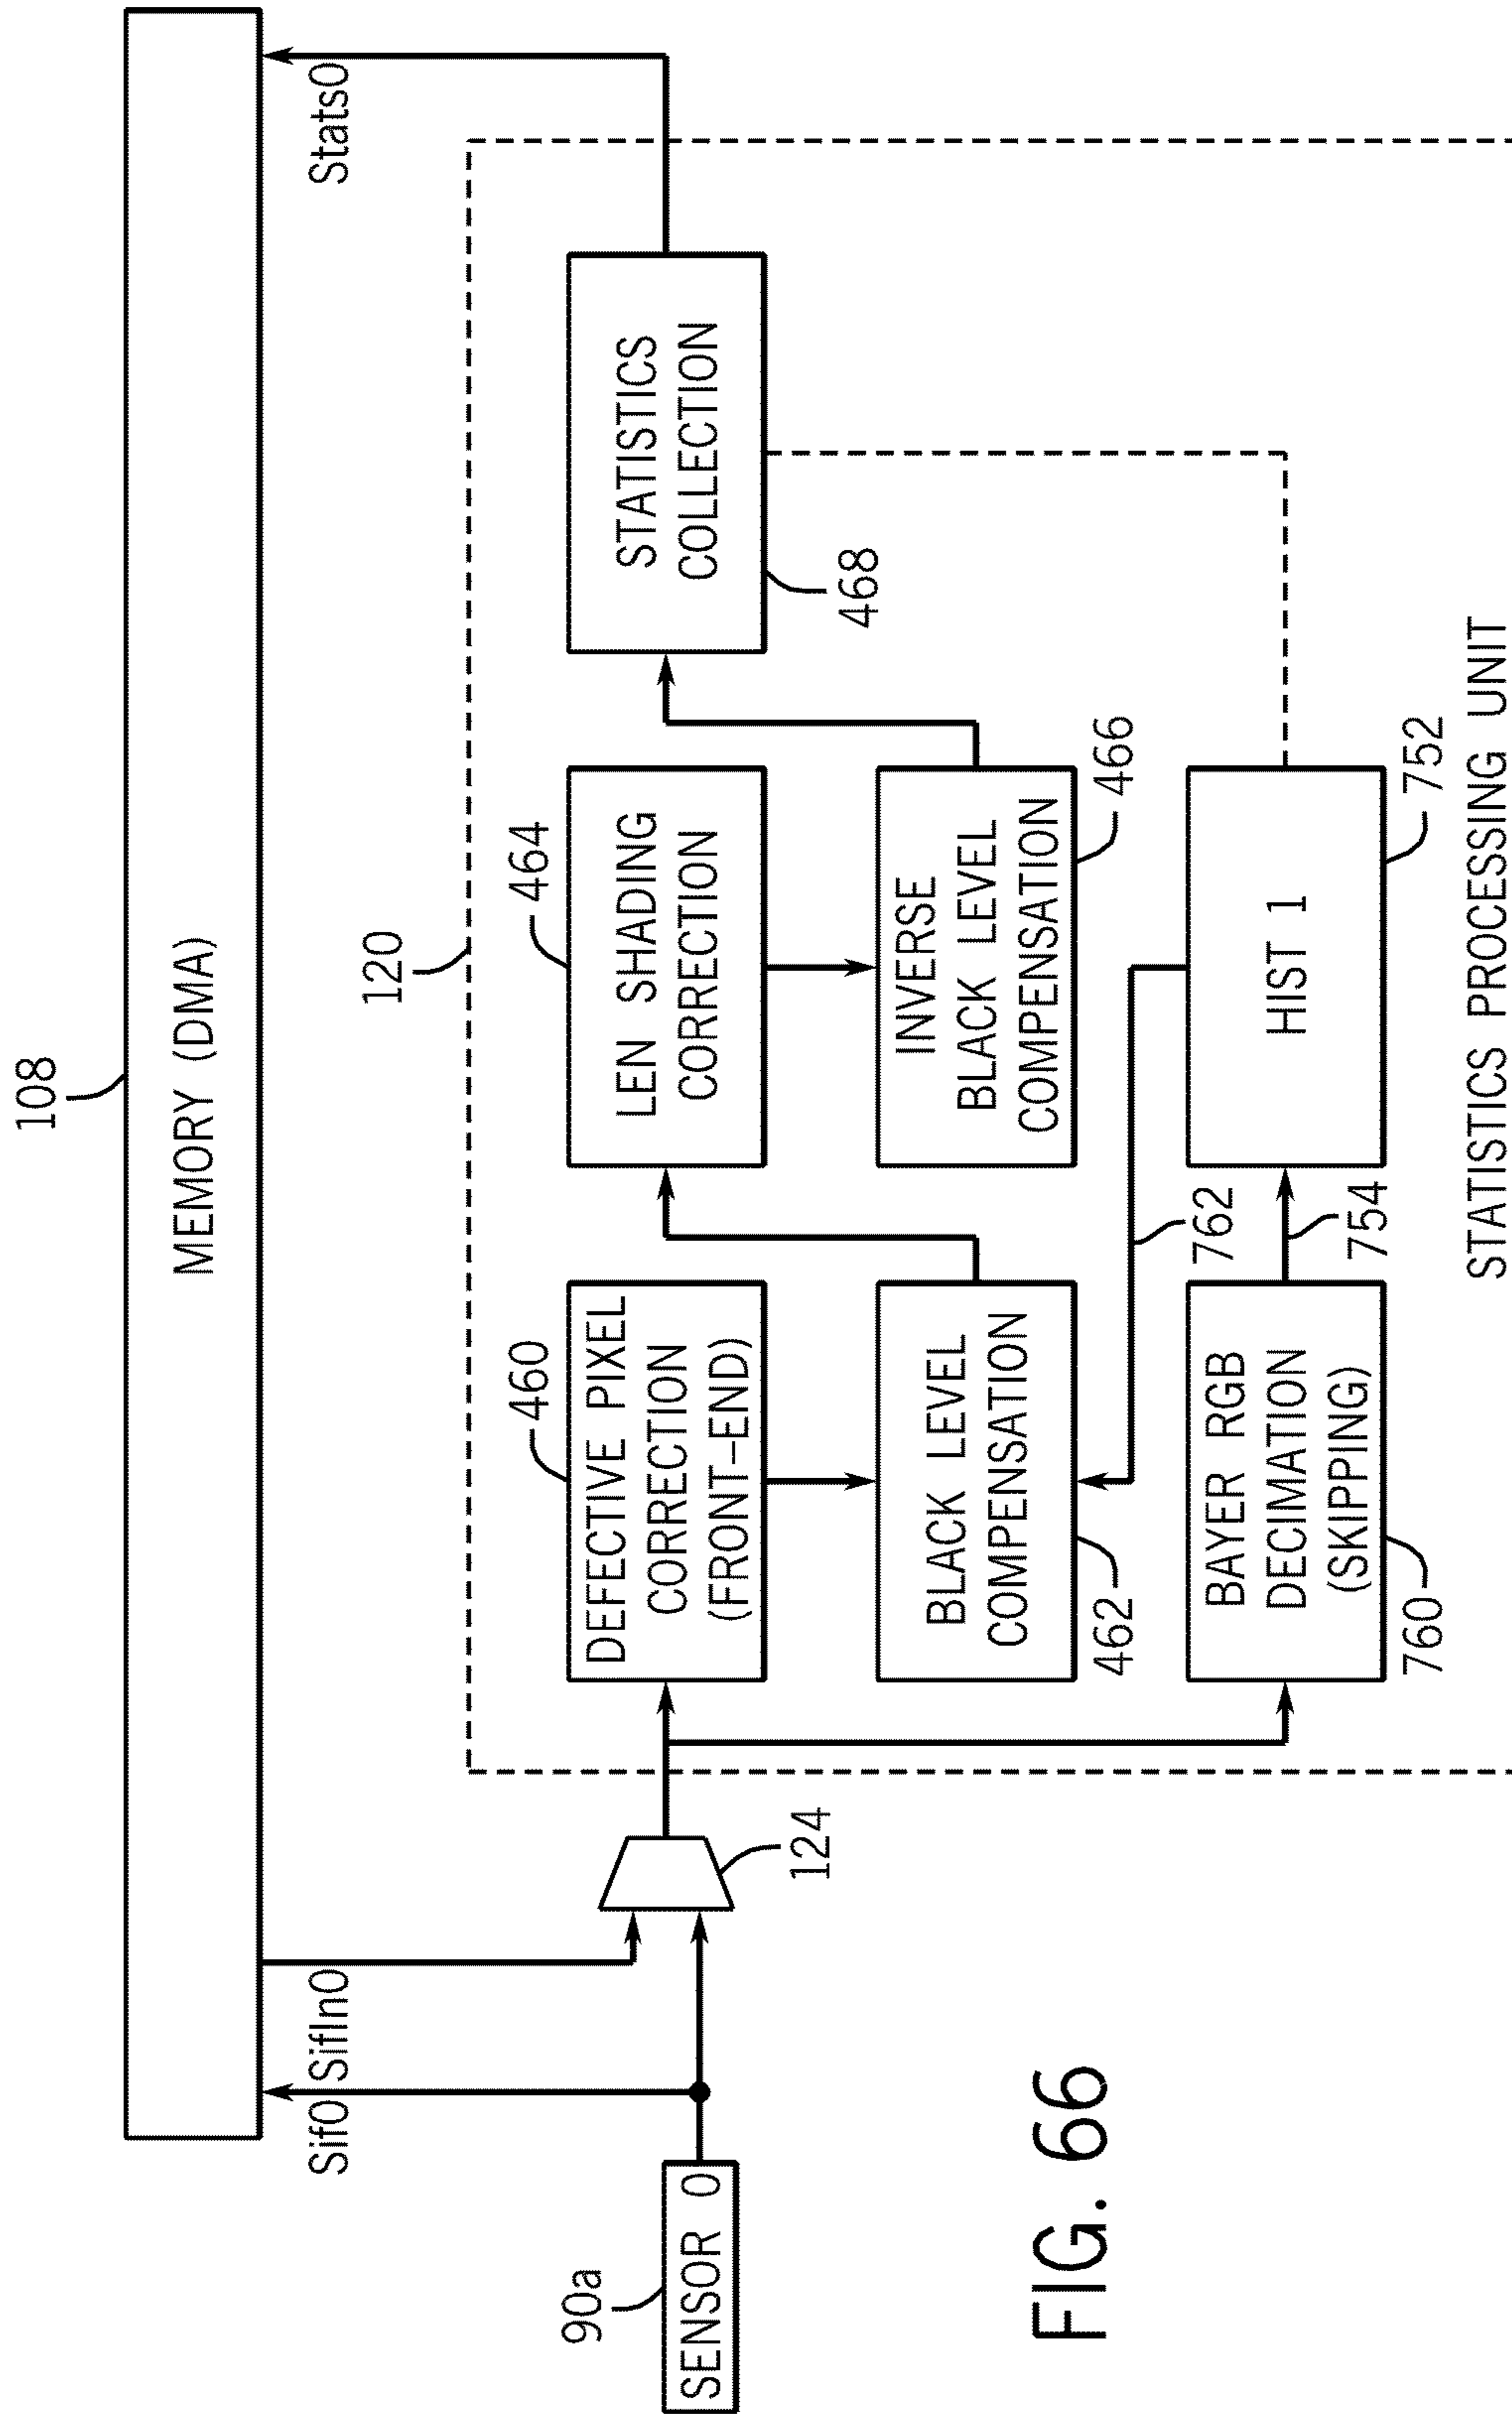 108
MEMORY (DMA)
Sif0
SifIn0
Stats0
120
90a
SENSOR 0
124
460
DEFECTIVE PIXEL
CORRECTION
(FRONT-END)
464
LEN SHADING
CORRECTION
STATISTICS
COLLECTION
468
BLACK LEVEL
COMPENSATION
462
INVERSE
BLACK LEVEL
COMPENSATION
466
762
BAYER RGB
DECIMATION
(SKIPPING)
760
754
HIST 1
752
STATISTICS PROCESSING UNIT
FIG. 66